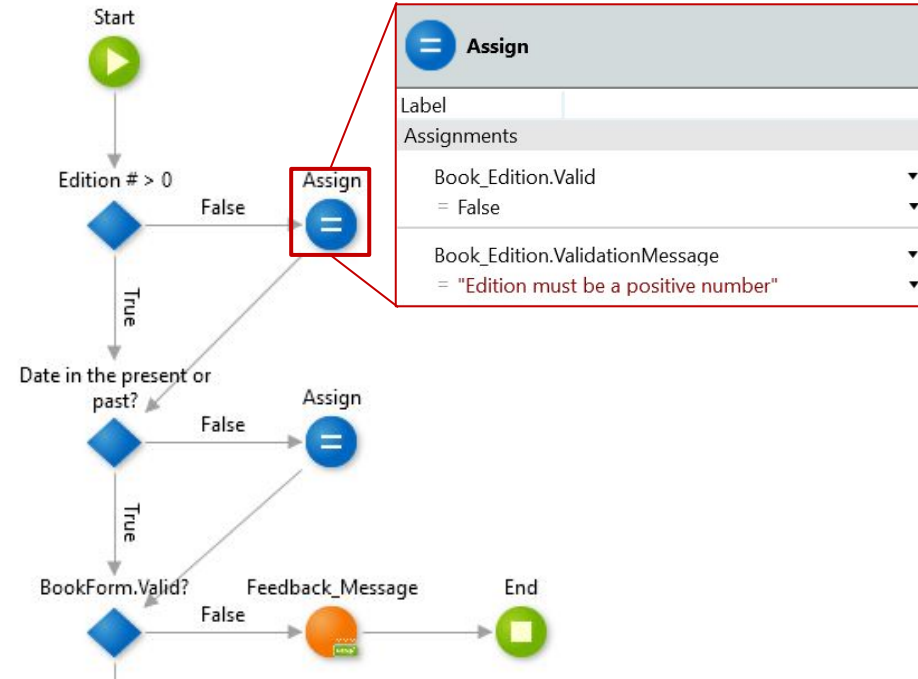 Start
Edition # > 0
False
Assign
True
Date in the present or
past?
False
Assign
True
BookForm.Valid?
False
Feedback_Message
End
Assign
Label
Assignments
Book_Edition.Valid
= False
Book_Edition.ValidationMessage
= "Edition must be a positive number"